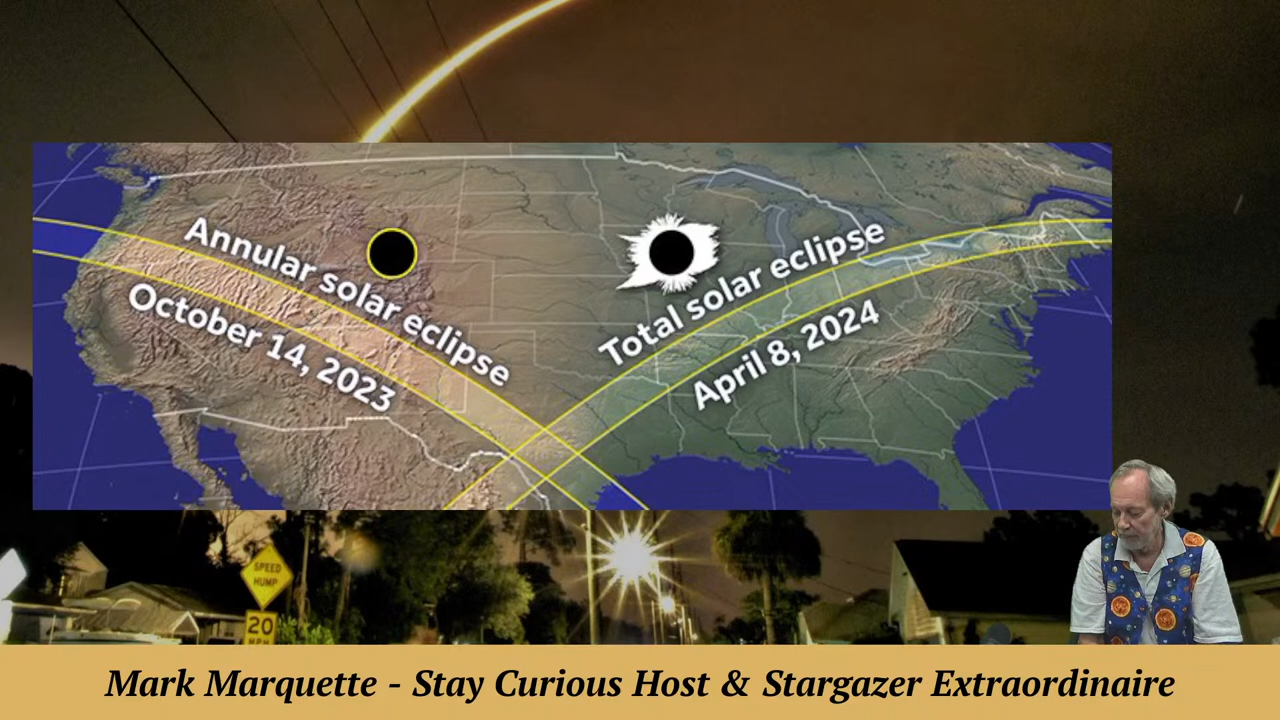 Annular solar eclipse
October 14, 2023
Total solar eclipse
April 8, 2024
SPEED
HUMP
20
MPH
Mark Marquette - Stay Curious Host & Stargazer Extraordinaire